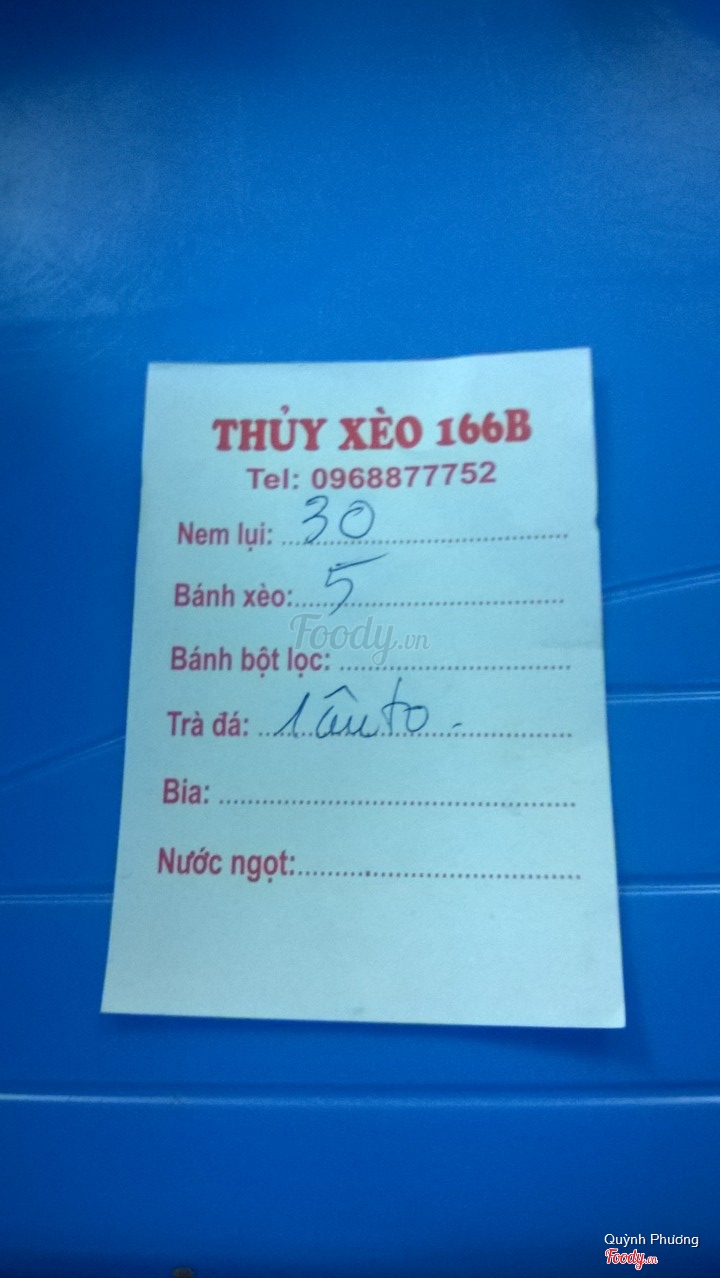 THỦY XÈO 166B
Tel: 0968877752
Nem lụi: 30
Bánh xèo: 5
Foody.vn
Bánh bột lọc:
Trà đá: 1 âu to.
Bia:
Nước ngọt:
Quỳnh Phương
Foody.vn